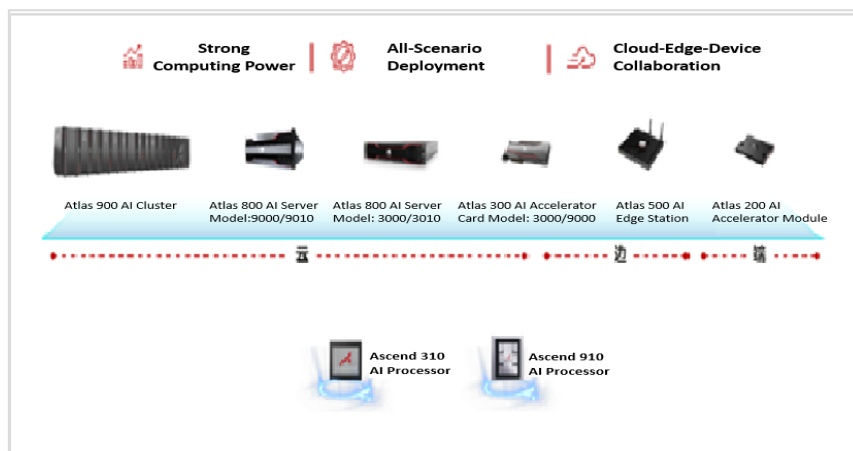 Strong
Computing Power
All-Scenario
Deployment
Cloud-Edge-Device
Collaboration
Atlas 900 AI Cluster
Atlas 800 AI Server
Model:9000/9010
Atlas 800 AI Server
Model: 3000/3010
Atlas 300 AI Accelerator
Card Model: 3000/9000
Atlas 500 AI
Edge Station
Atlas 200 AI
Accelerator Module
云
边
端
Ascend 310
AI Processor
Ascend 910
AI Processor